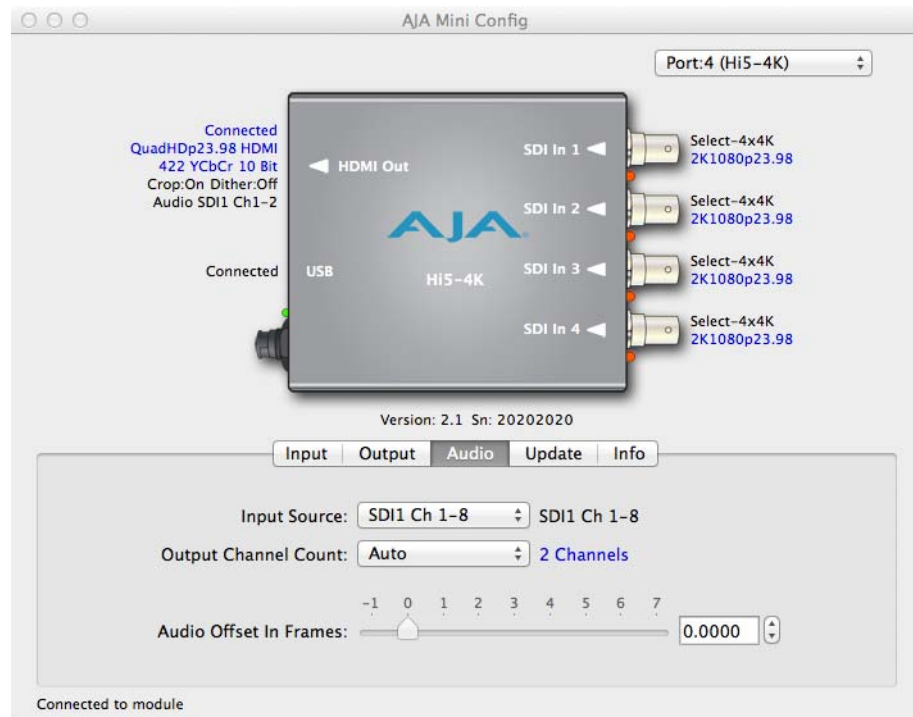 AJA Mini Config
Port:4 (Hi5-4K)
Connected
QuadHDp23.98 HDMI
422 YCbCr 10 Bit
Crop:On Dither:Off
Audio SDI1 Ch1-2
HDMI Out
SDI In 1
Select-4x4K
2K1080p23.98
SDI In 2
Select-4x4K
2K1080p23.98
AJA
Connected
USB
Hi5-4K
SDI In 3
Select-4x4K
2K1080p23.98
SDI In 4
Select-4x4K
2K1080p23.98
Version: 2.1 Sn: 20202020
Input Output Audio Update Info
Input Source: SDI1 Ch 1-8 SDI1 Ch 1-8
Output Channel Count: Auto 2 Channels
-1 0 1 2 3 4 5 6 7
Audio Offset In Frames: 0.0000
Connected to module